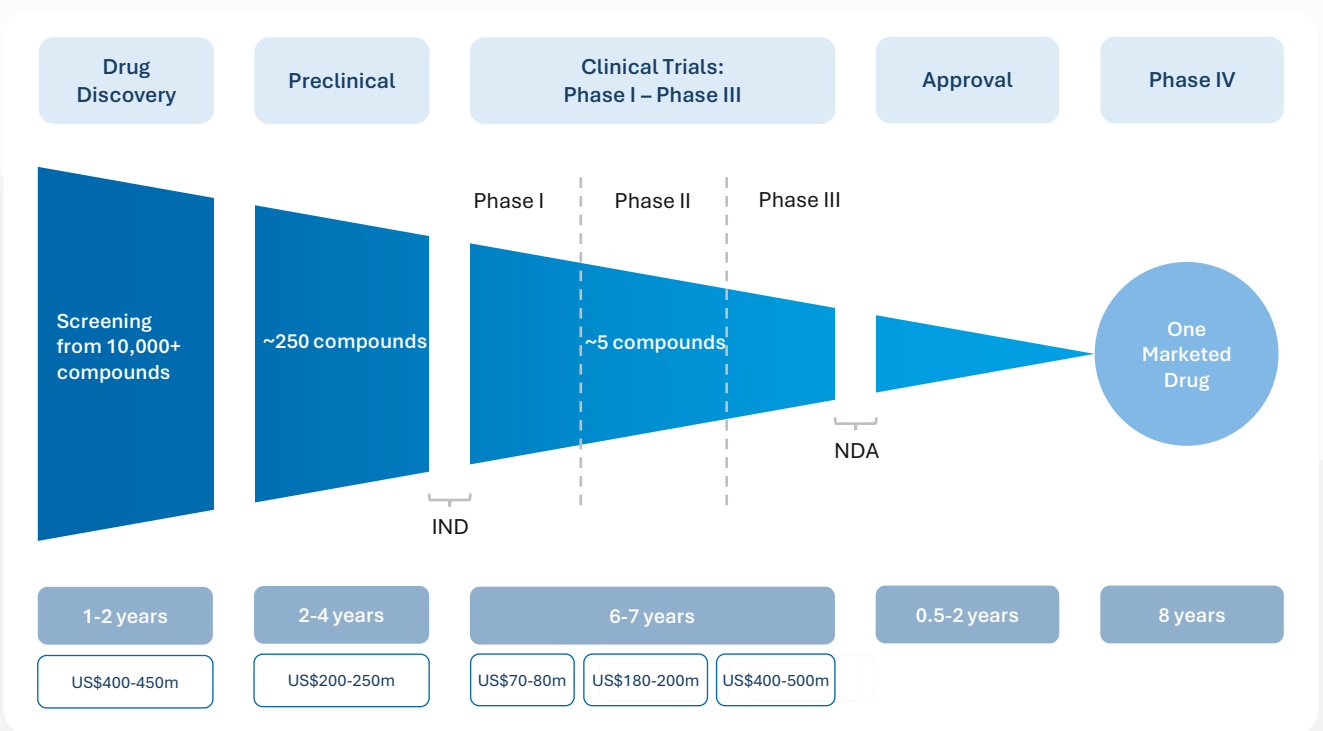 Drug
Discovery
Preclinical
Clinical Trials:
Phase I – Phase III
Approval
Phase IV
Phase I
Phase II
Phase III
Screening
from 10,000+
compounds
~250 compounds
~5 compounds
One
Marketed
Drug
IND
NDA
1-2 years
2-4 years
6-7 years
0.5-2 years
8 years
US$400-450m
US$200-250m
US$70-80m
US$180-200m
US$400-500m